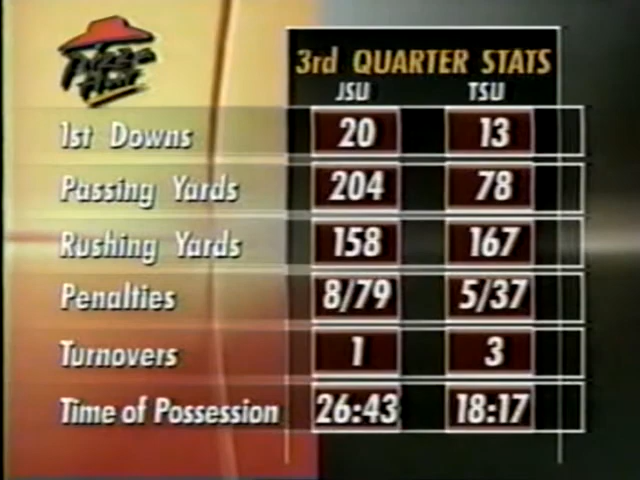 Pizza
Hut
3rd QUARTER STATS
JSU TSU
1st Downs 20 13
Passing Yards 204 78
Rushing Yards 158 167
Penalties 8/79 5/37
Turnovers 1 3
Time of Possession 26:43 18:17